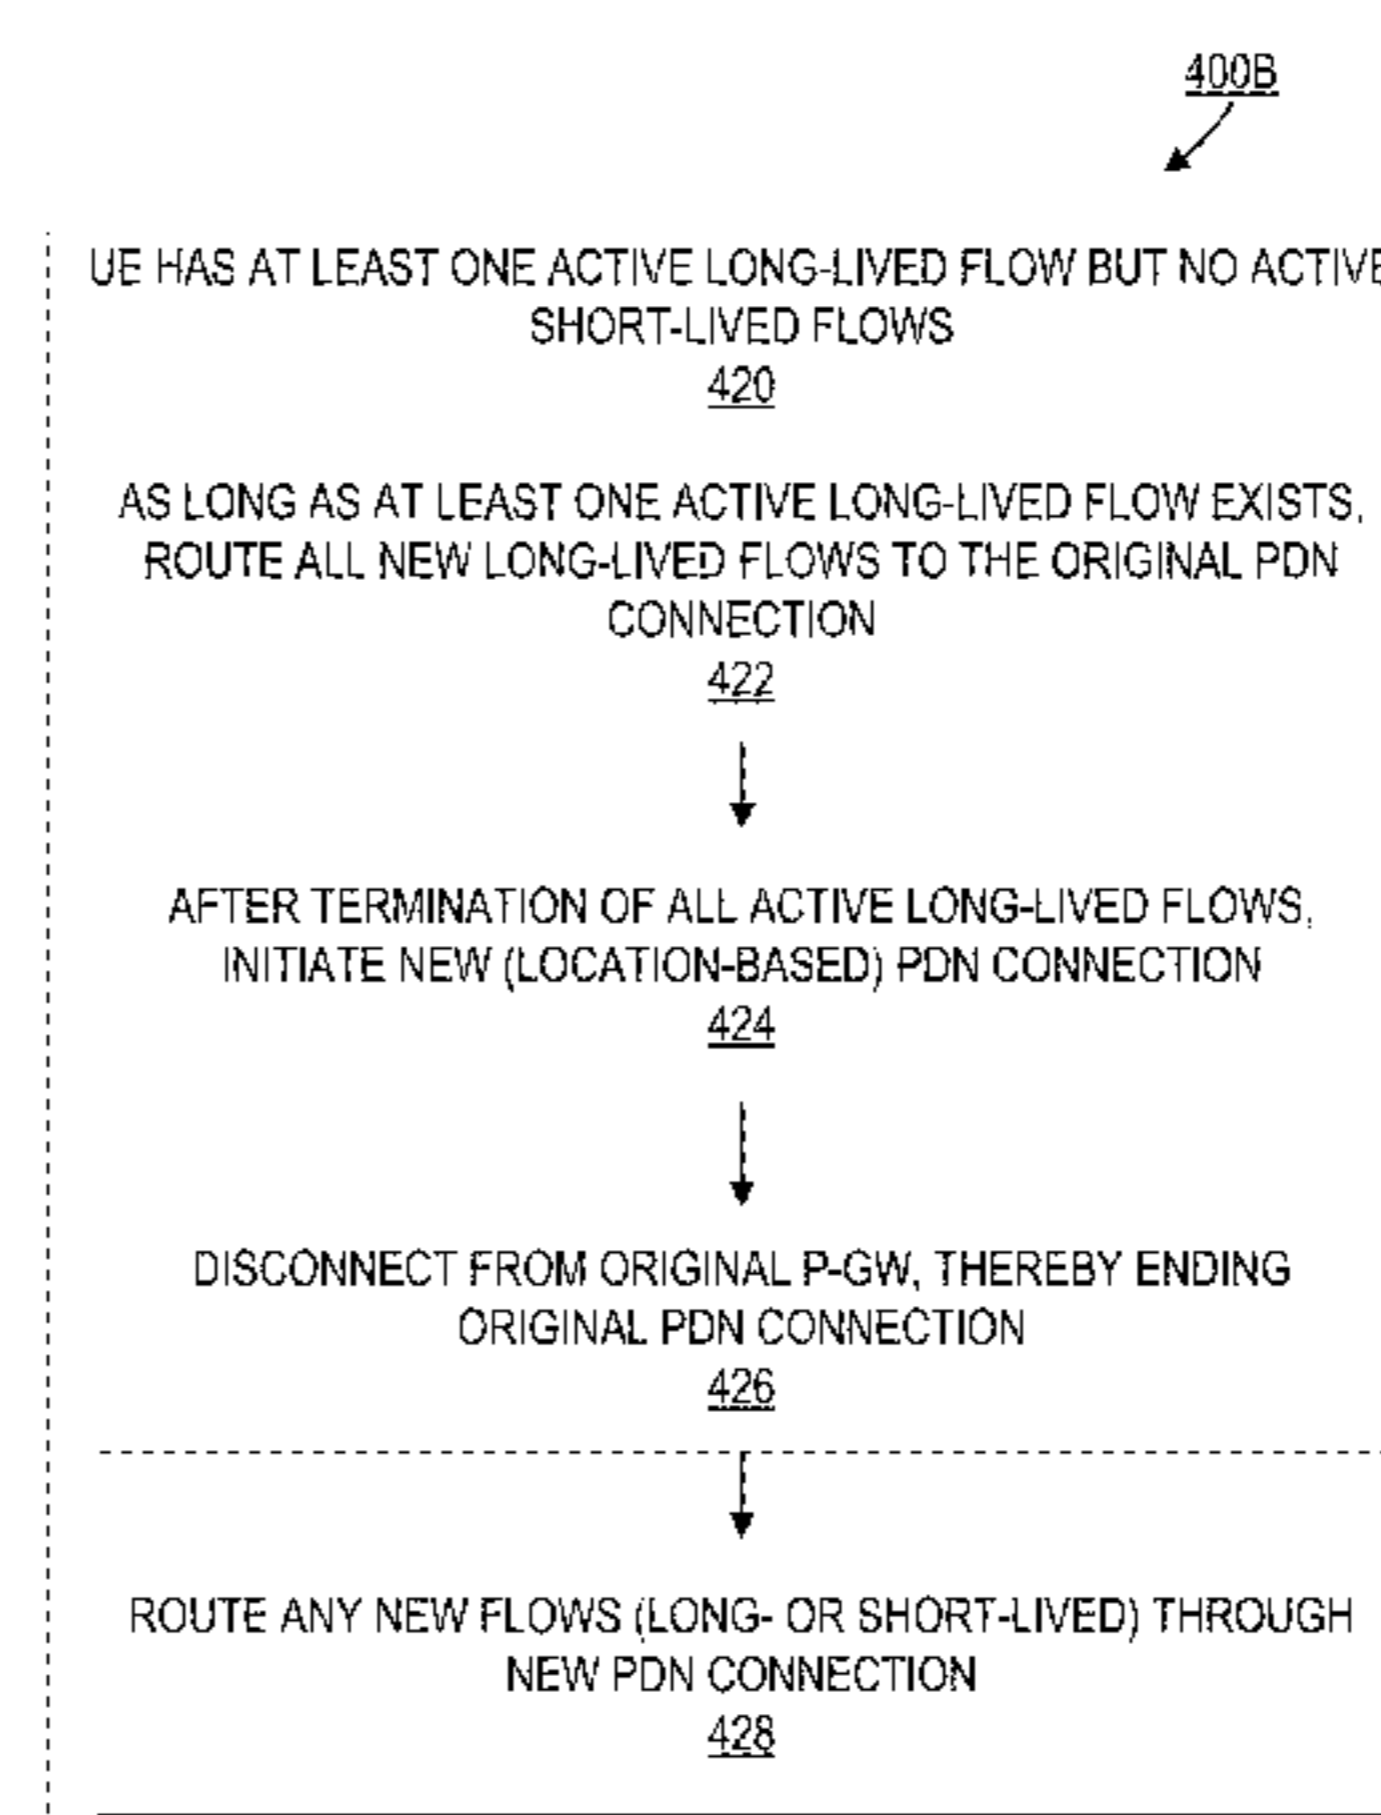 400B
UE HAS AT LEAST ONE ACTIVE LONG-LIVED FLOW BUT NO ACTIVE
SHORT-LIVED FLOWS
420
AS LONG AS AT LEAST ONE ACTIVE LONG-LIVED FLOW EXISTS,
ROUTE ALL NEW LONG-LIVED FLOWS TO THE ORIGINAL PDN
CONNECTION
422
AFTER TERMINATION OF ALL ACTIVE LONG-LIVED FLOWS,
INITIATE NEW (LOCATION-BASED) PDN CONNECTION
424
DISCONNECT FROM ORIGINAL P-GW, THEREBY ENDING
ORIGINAL PDN CONNECTION
426
ROUTE ANY NEW FLOWS (LONG- OR SHORT-LIVED) THROUGH
NEW PDN CONNECTION
428